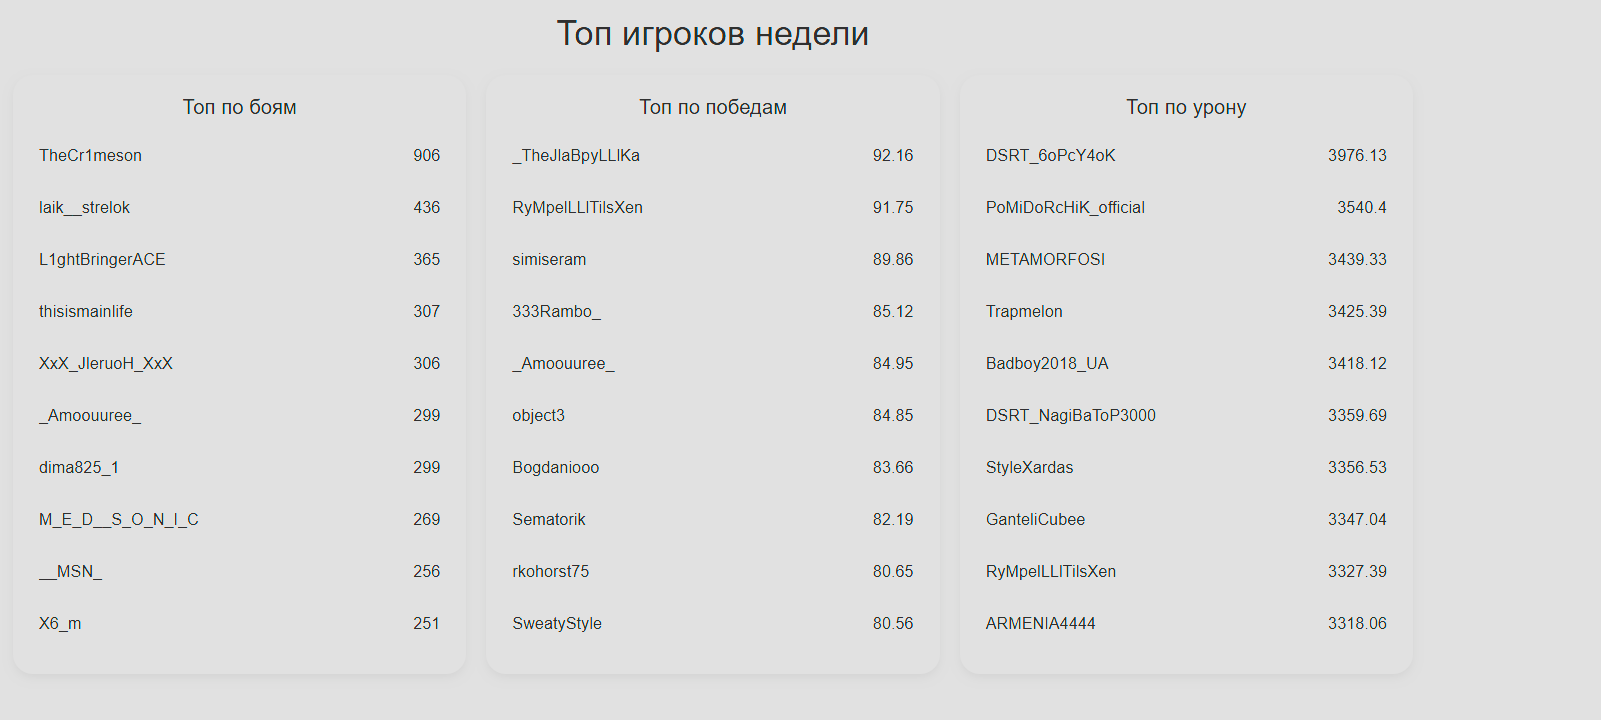 Топ игроков недели
Топ по боям
TheCr1meson 906
laik__strelok 436
L1ghtBringerACE 365
thisismainlife 307
XxX_JleruoH_XxX 306
_Amoouuree_ 299
dima825_1 299
M_E_D__S_O_N_I_C 269
__MSN_ 256
X6_m 251
Топ по победам
_TheJlaBpyLLlKa 92.16
RyMpelLLlTilsXen 91.75
simiseram 89.86
333Rambo_ 85.12
_Amoouuree_ 84.95
object3 84.85
Bogdaniooo 83.66
Sematorik 82.19
rkohorst75 80.65
SweatyStyle 80.56
Топ по урону
DSRT_6oPcY4oK 3976.13
PoMiDoRcHiK_official 3540.4
METAMORFOSI 3439.33
Trapmelon 3425.39
Badboy2018_UA 3418.12
DSRT_NagiBaToP3000 3359.69
StyleXardas 3356.53
GanteliCubee 3347.04
RyMpelLLlTilsXen 3327.39
ARMENIA4444 3318.06